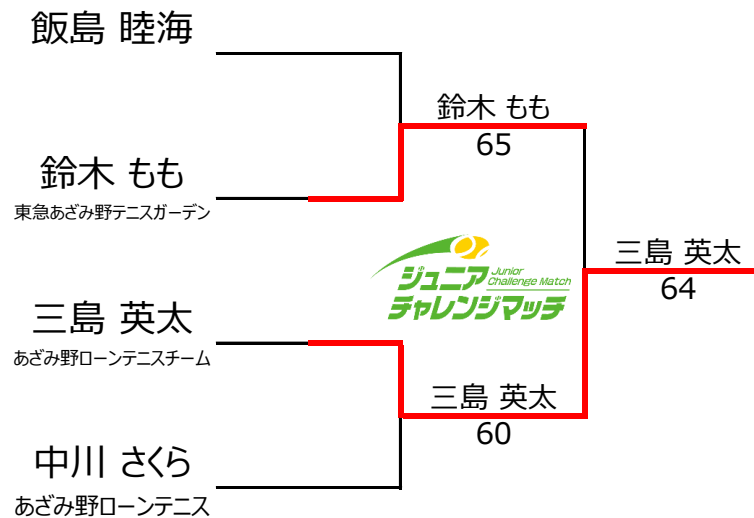 飯島 睦海
鈴木 もも
東急あざみ野テニスガーデン
三島 英太
あざみ野ローンテニスチーム
中川 さくら
あざみ野ローンテニス
鈴木 もも
65
ジュニア Junior
チャレンジマッチ Challenge Match
三島 英太
60
三島 英太
64